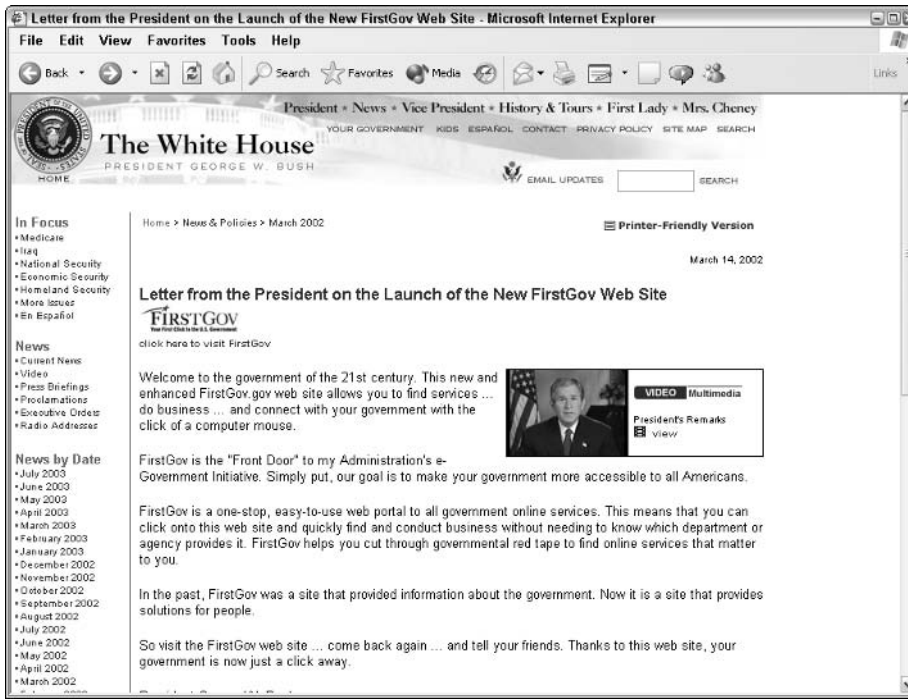 Letter from the President on the Launch of the New FirstGov Web Site - Microsoft Internet Explorer
File Edit View Favorites Tools Help
Back Search Favorites Media Links
President * News * Vice President * History & Tours * First Lady * Mrs. Cheney
YOUR GOVERNMENT KIDS ESPAÑOL CONTACT PRIVACY POLICY SITE MAP SEARCH
The White House
PRESIDENT GEORGE W. BUSH
HOME
EMAIL UPDATES SEARCH
In Focus
• Medicare
• Iraq
• National Security
• Economic Security
• Homeland Security
• More Issues
• En Español
News
• Current News
• Video
• Press Briefings
• Proclamations
• Executive Orders
• Radio Addresses
News by Date
• July 2003
• June 2003
• May 2003
• April 2003
• March 2003
• February 2003
• January 2003
• December 2002
• November 2002
• October 2002
• September 2002
• August 2002
• July 2002
• June 2002
• May 2002
• April 2002
• March 2002
Home > News & Policies > March 2002
Printer-Friendly Version
March 14, 2002
Letter from the President on the Launch of the New FirstGov Web Site
FIRSTGOV
Your First Click to the U.S. Government
click here to visit FirstGov
Welcome to the government of the 21st century. This new and
enhanced FirstGov.gov web site allows you to find services ...
do business ... and connect with your government with the
click of a computer mouse.
VIDEO Multimedia
President's Remarks
view
FirstGov is the "Front Door" to my Administration's e-
Government Initiative. Simply put, our goal is to make your government more accessible to all Americans.
FirstGov is a one-stop, easy-to-use web portal to all government online services. This means that you can
click onto this web site and quickly find and conduct business without needing to know which department or
agency provides it. FirstGov helps you cut through governmental red tape to find online services that matter
to you.
In the past, FirstGov was a site that provided information about the government. Now it is a site that provides
solutions for people.
So visit the FirstGov web site ... come back again ... and tell your friends. Thanks to this web site, your
government is now just a click away.